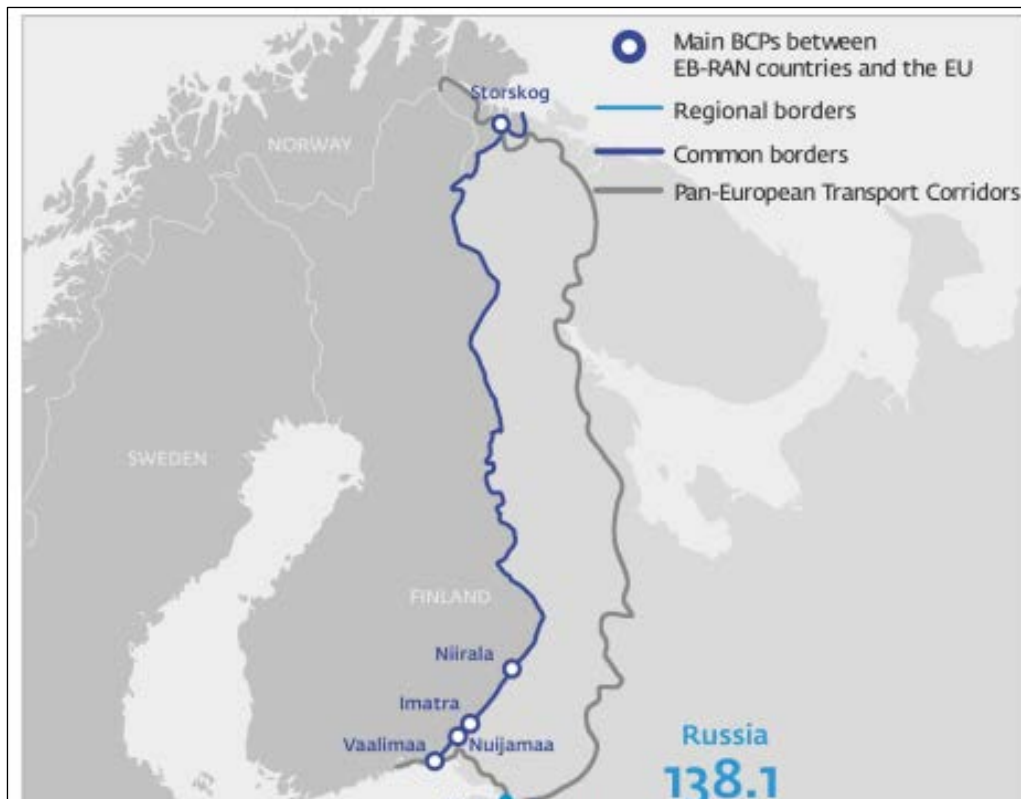 Main BCPs between
EB-RAN countries and the EU
Regional borders
Common borders
Pan-European Transport Corridors
Storskog
NORWAY
SWEDEN
FINLAND
Niirala
Imatra
Vaalimaa
Nuijamaa
Russia
138.1